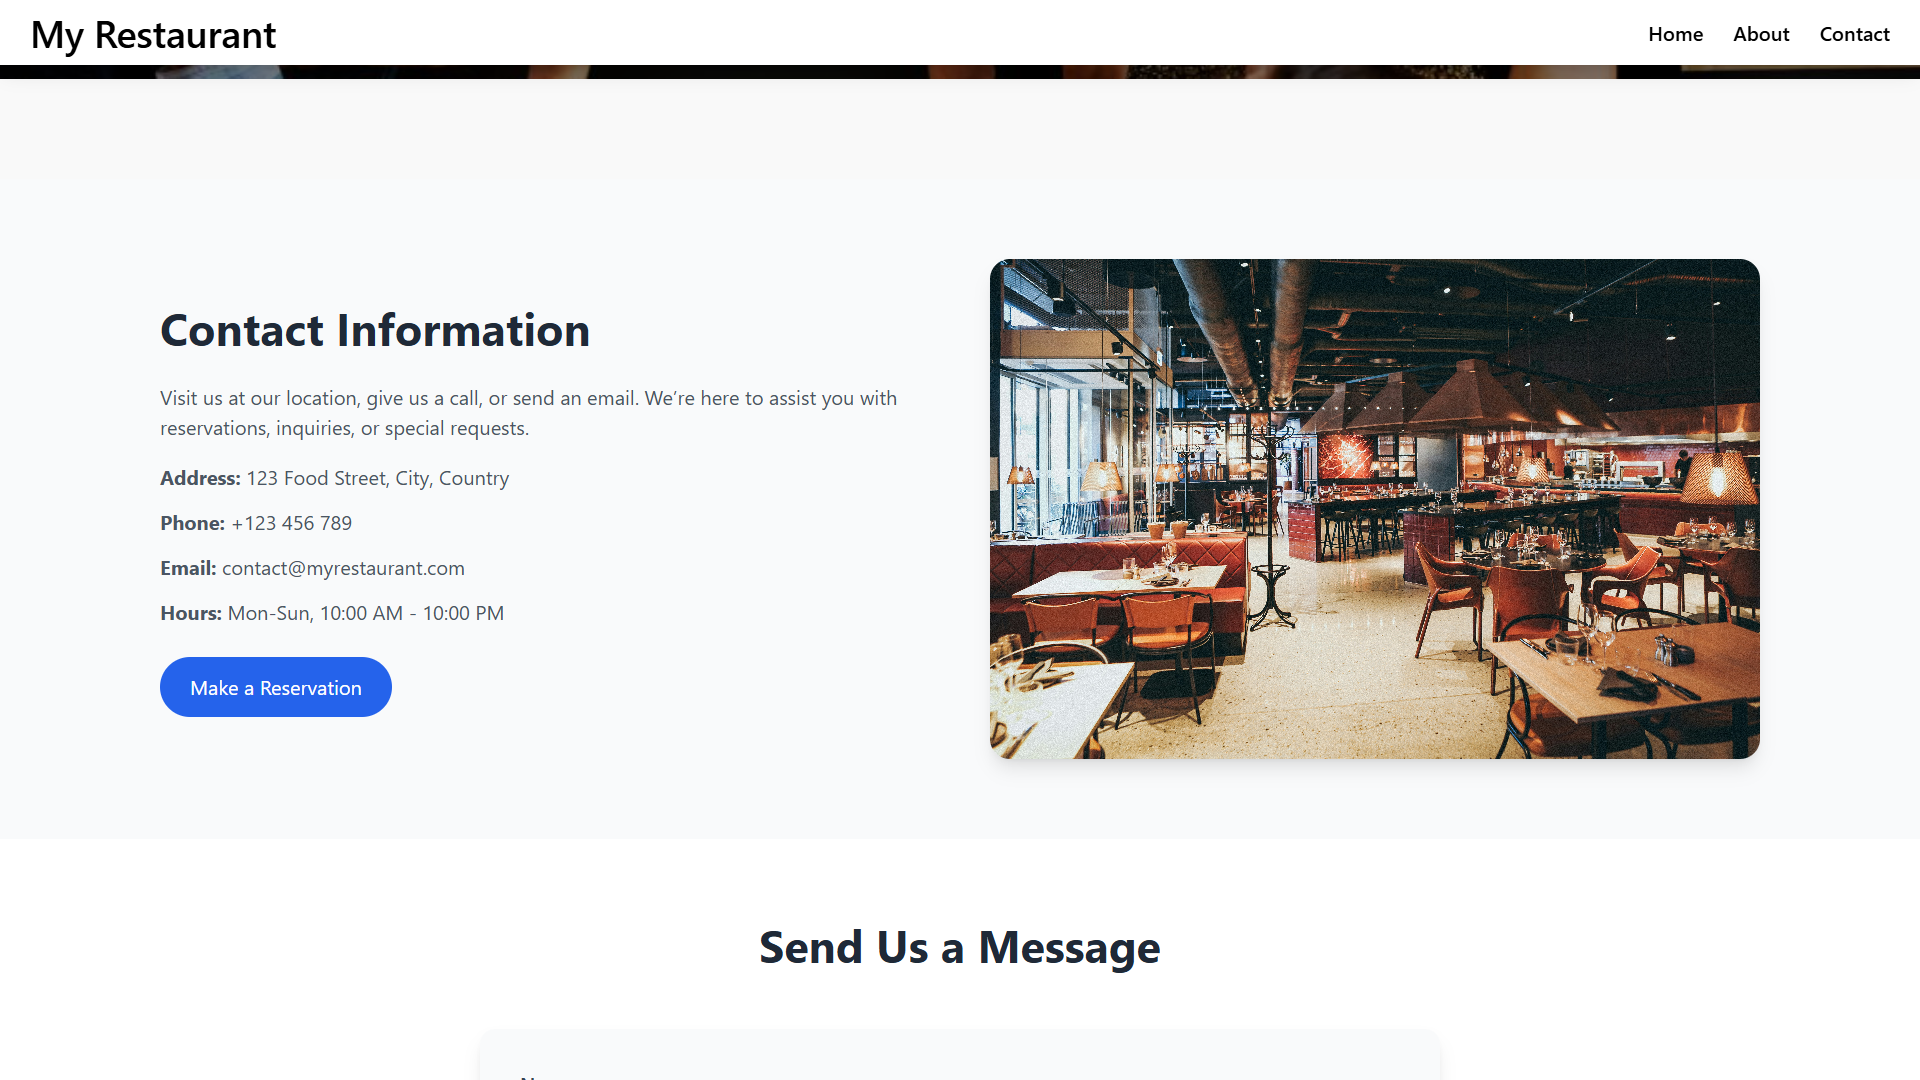 My Restaurant
Home About Contact
Contact Information
Visit us at our location, give us a call, or send an email. We’re here to assist you with
reservations, inquiries, or special requests.
Address: 123 Food Street, City, Country
Phone: +123 456 789
Email: contact@myrestaurant.com
Hours: Mon-Sun, 10:00 AM - 10:00 PM
Make a Reservation
Send Us a Message